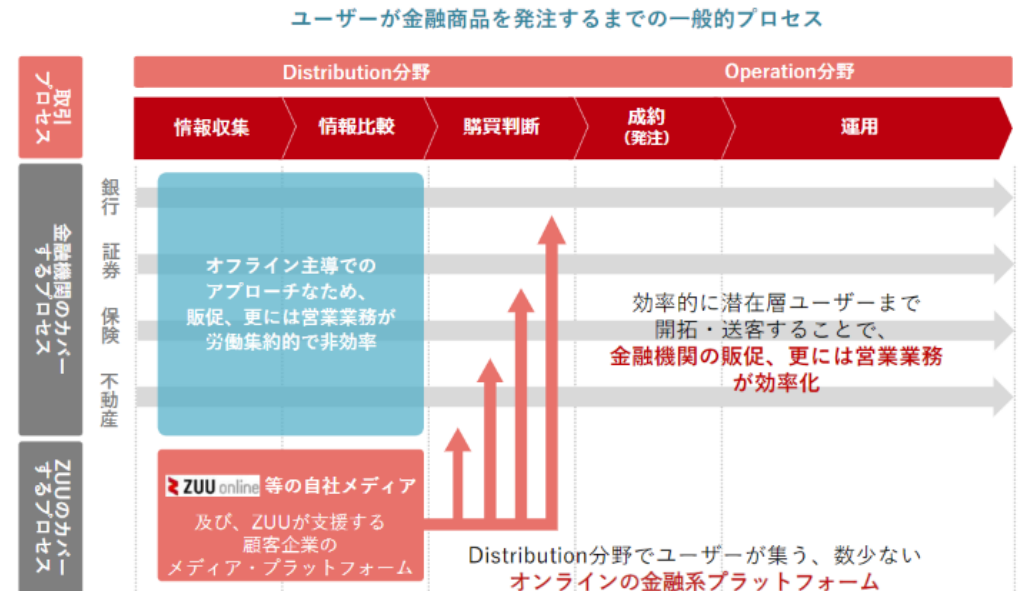 ユーザーが金融商品を発注するまでの一般的プロセス
取引
プロセス
Distribution分野
Operation分野
情報収集
情報比較
購買判断
成約
(発注)
運用
金融機関のカバー
するプロセス
銀行
証券
保険
不動産
オフライン主導での
アプローチなため、
販促、更には営業業務が
労働集約的で非効率
効率的に潜在層ユーザーまで
開拓・送客することで、
金融機関の販促、更には営業業務
が効率化
ZUUのカバー
するプロセス
ZUU online 等の自社メディア
及び、ZUUが支援する
顧客企業の
メディア・プラットフォーム
Distribution分野でユーザーが集う、数少ない
オンラインの金融系プラットフォーム